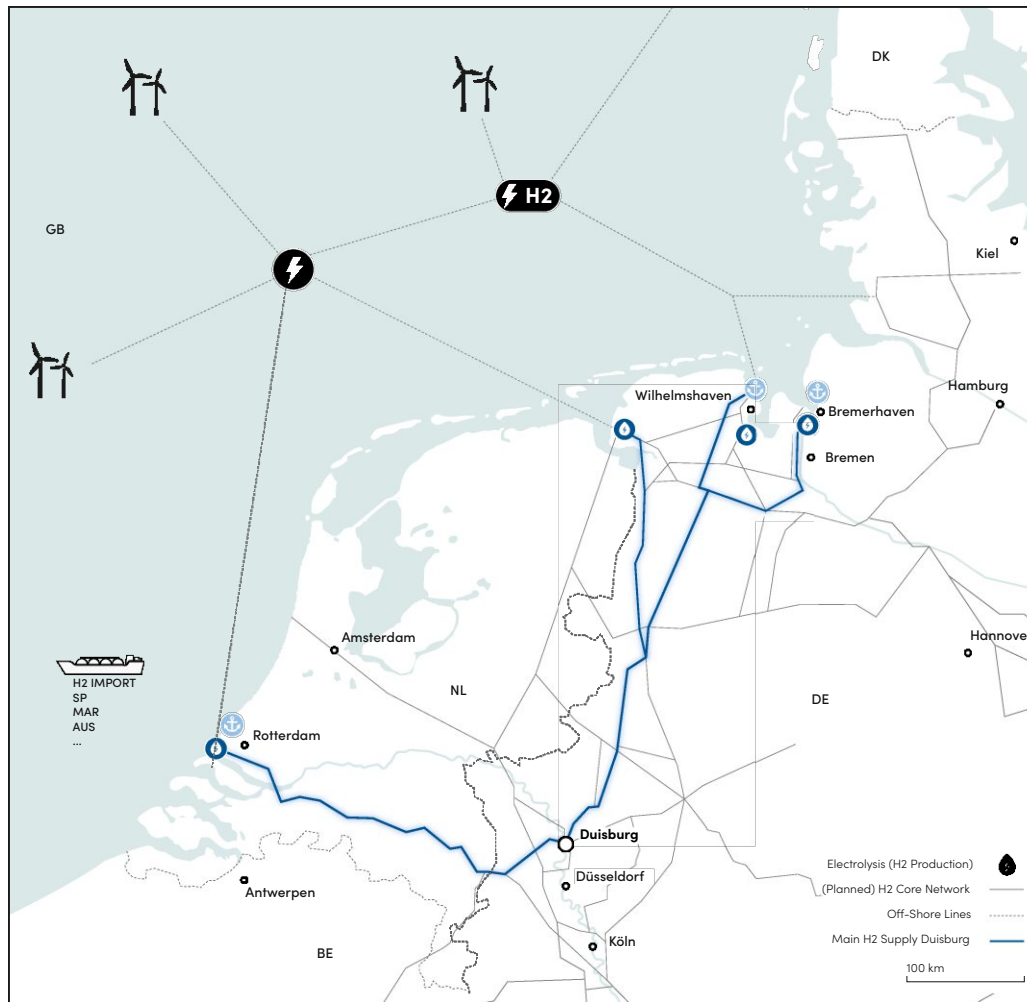 DK
H2
GB
Kiel
Wilhelmshaven
Hamburg
Bremerhaven
Bremen
Amsterdam
Hannove
H2 IMPORT
SP
MAR
AUS
...
NL
DE
Rotterdam
Duisburg
Düsseldorf
Antwerpen
Köln
BE
Electrolysis (H2 Production)
(Planned) H2 Core Network
Off-Shore Lines
Main H2 Supply Duisburg
100 km